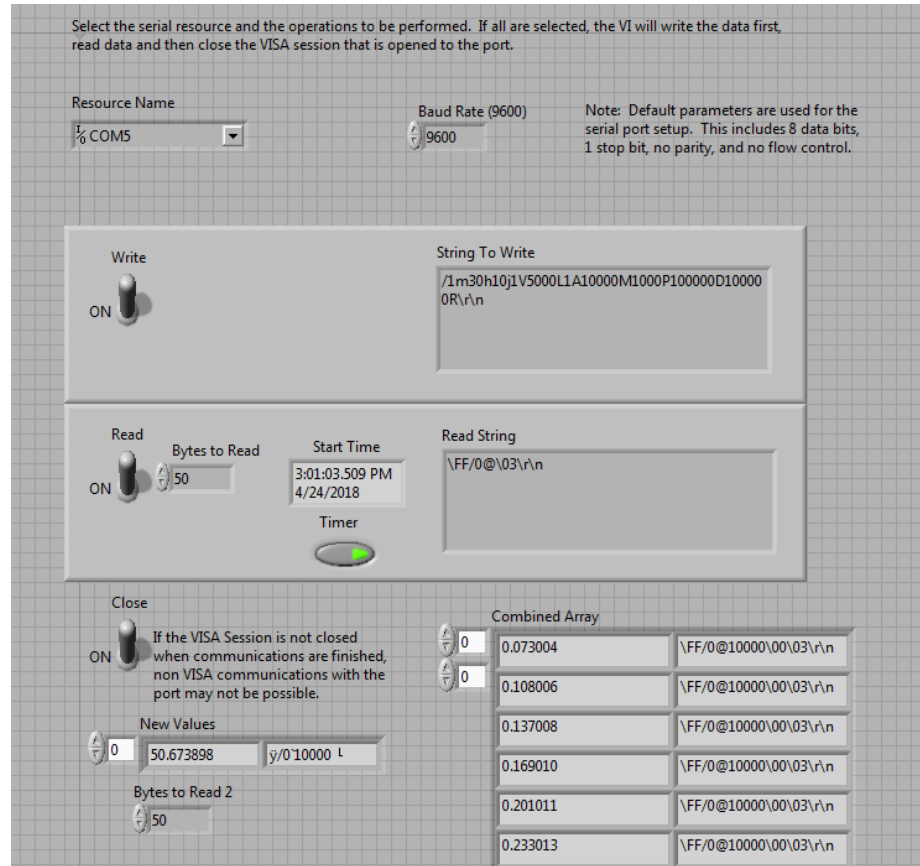 Select the serial resource and the operations to be performed.  If all are selected, the VI will write the data first,
read data and then close the VISA session that is opened to the port.
Resource Name
I/O COM5
Baud Rate (9600)
9600
Note:  Default parameters are used for the
serial port setup.  This includes 8 data bits,
1 stop bit, no parity, and no flow control.
Write
ON
String To Write
/1m30h10j1V5000L1A10000M1000P100000D10000
0R\r\n
Read
ON
Bytes to Read
50
Start Time
3:01:03.509 PM
4/24/2018
Timer
Read String
\FF/0@\03\r\n
Close
ON
If the VISA Session is not closed
when communications are finished,
non VISA communications with the
port may not be possible.
New Values
0
50.673898
ÿ/0`10000 └
Bytes to Read 2
50
Combined Array
0
0
0.073004 \FF/0@10000\00\03\r\n
0.108006 \FF/0@10000\00\03\r\n
0.137008 \FF/0@10000\00\03\r\n
0.169010 \FF/0@10000\00\03\r\n
0.201011 \FF/0@10000\00\03\r\n
0.233013 \FF/0@10000\00\03\r\n